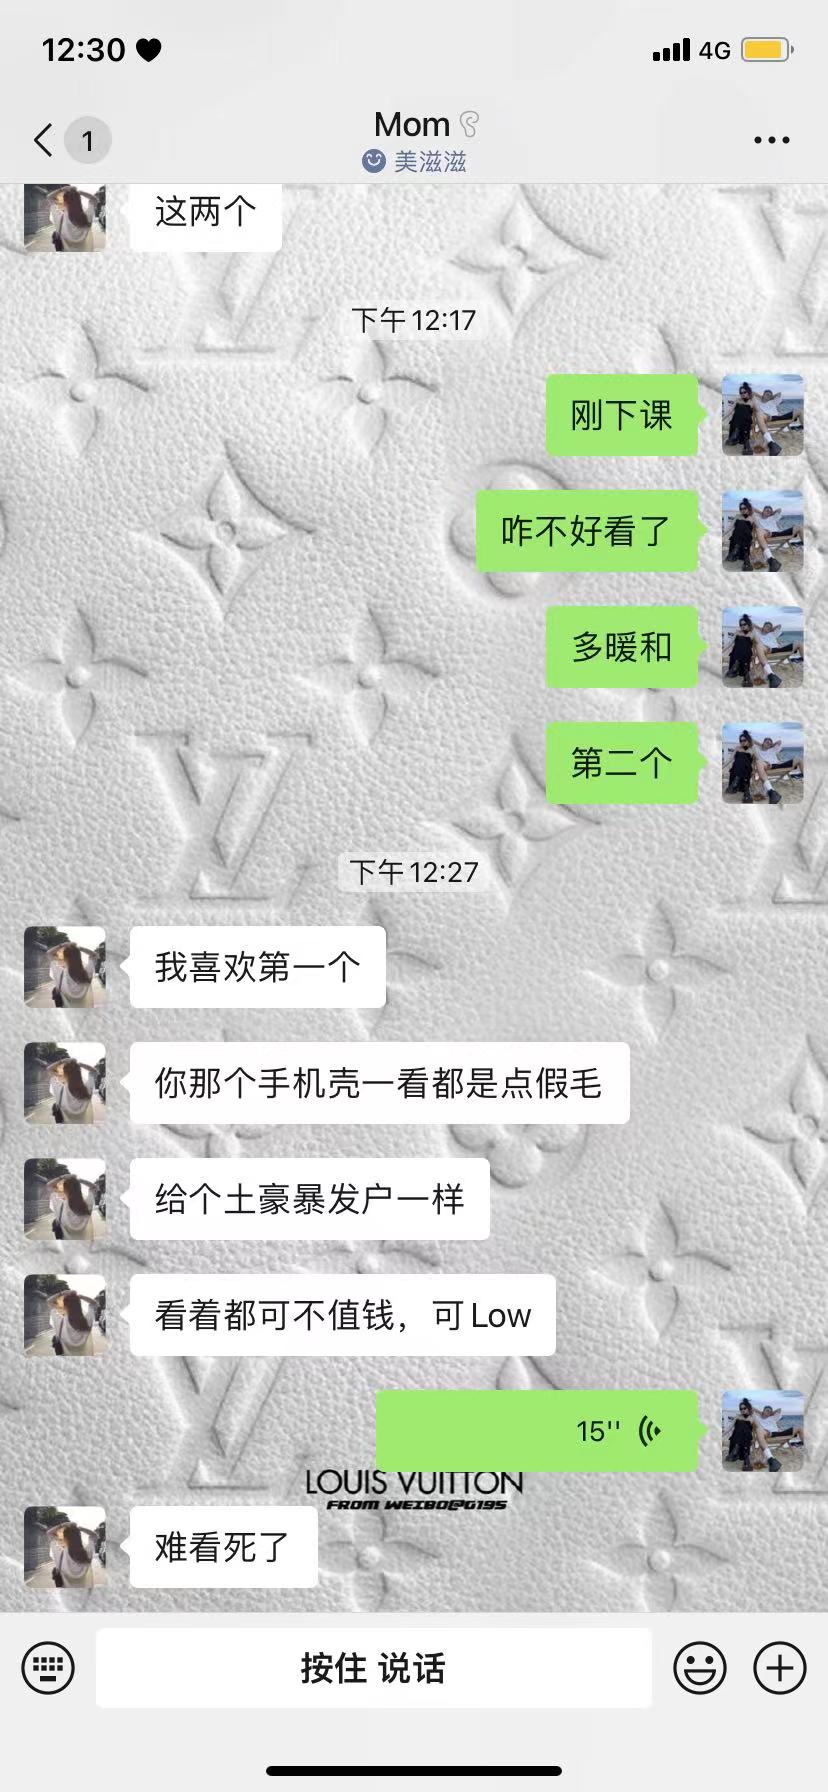 12:30
4G
1
Mom
美滋滋
这两个
下午12:17
刚下课
咋不好看了
多暖和
第二个
下午12:27
我喜欢第一个
你那个手机壳一看都是点假毛
给个土豪暴发户一样
看着都可不值钱，可Low
15''
LOUIS VUITTON
FROM WEIBO@G195
难看死了
按住 说话